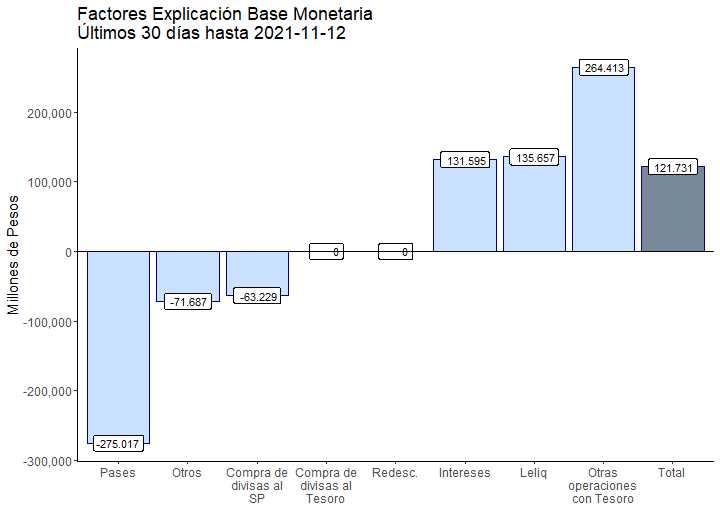 Factores Explicación Base Monetaria
Últimos 30 días hasta 2021-11-12
Millones de Pesos
200,000
100,000
0
-100,000
-200,000
-300,000
-275.017
-71.687
-63.229
0
0
131.595
135.657
264.413
121.731
Pases
Otros
Compra de
divisas al
SP
Compra de
divisas al
Tesoro
Redesc.
Intereses
Leliq
Otras
operaciones
con Tesoro
Total